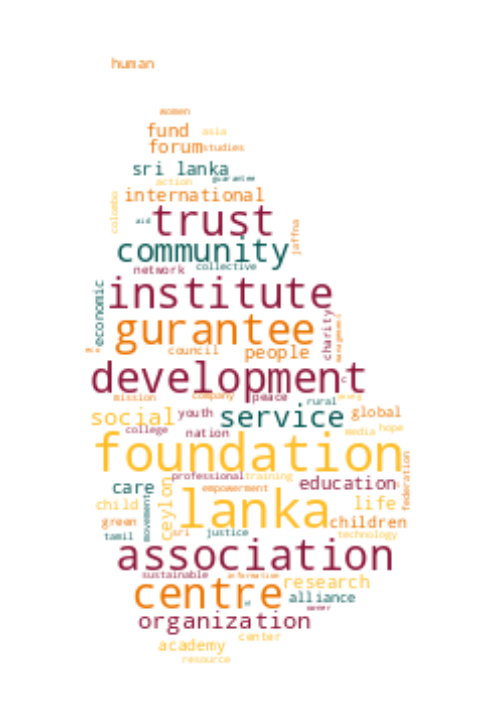 human
women
fund asia
forum studies
sri lanka
guarantee
action
international
colombo
aid trust
jaffna
community
network collective
economic
institute
gurantee
charity
management
council people
development
mission company peace rural young
social youth service global
college nation media hope
foundation
federation
professional training
care empowerment education
child movement ceylon lanka life
green children
tamil sri justice technology
association
sustainable information
centre research
alliance
career
organization
center
academy
resource